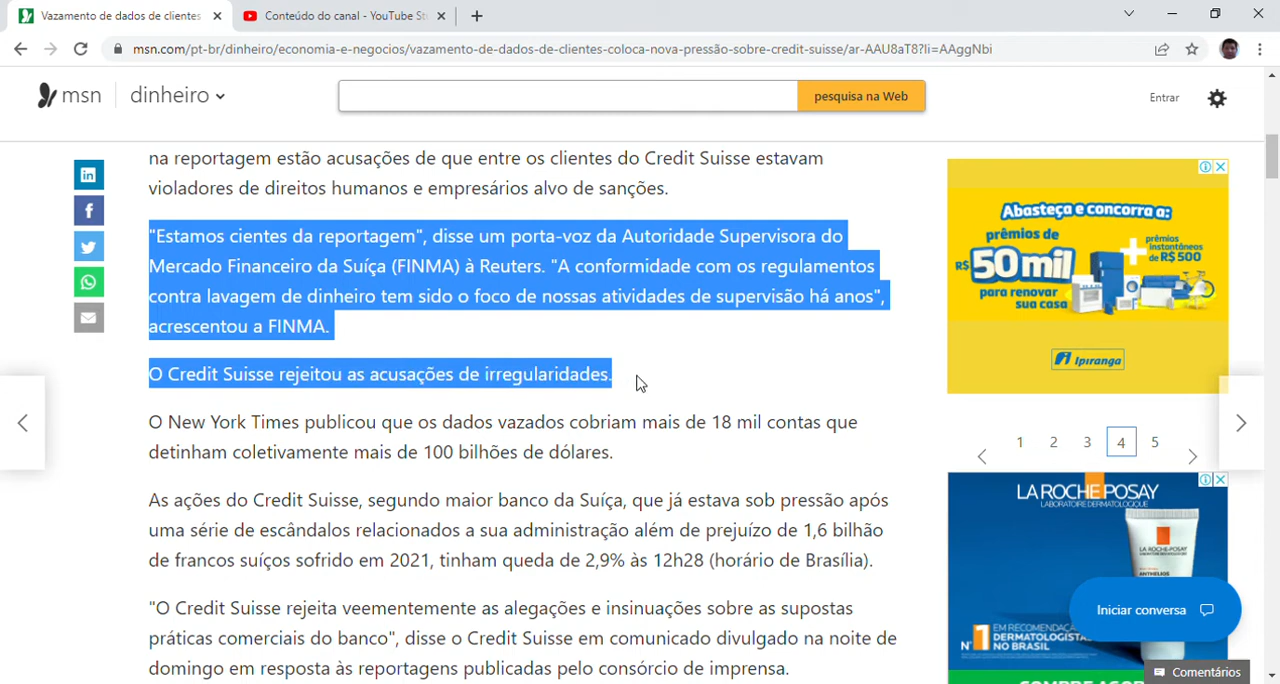 Vazamento de dados de clientes
Conteúdo do canal - YouTube St
msn.com/pt-br/dinheiro/economia-e-negocios/vazamento-de-dados-de-clientes-coloca-nova-pressão-sobre-credit-suisse/ar-AAU8aT8?li=AAggNbi
msn
dinheiro
pesquisa na Web
Entrar
na reportagem estão acusações de que entre os clientes do Credit Suisse estavam
violadores de direitos humanos e empresários alvo de sanções.
"Estamos cientes da reportagem", disse um porta-voz da Autoridade Supervisora do
Mercado Financeiro da Suíça (FINMA) à Reuters. "A conformidade com os regulamentos
contra lavagem de dinheiro tem sido o foco de nossas atividades de supervisão há anos",
acrescentou a FINMA.
O Credit Suisse rejeitou as acusações de irregularidades.
O New York Times publicou que os dados vazados cobriam mais de 18 mil contas que
detinham coletivamente mais de 100 bilhões de dólares.
As ações do Credit Suisse, segundo maior banco da Suíça, que já estava sob pressão após
uma série de escândalos relacionados a sua administração além de prejuízo de 1,6 bilhão
de francos suíços sofrido em 2021, tinham queda de 2,9% às 12h28 (horário de Brasília).
"O Credit Suisse rejeita veementemente as alegações e insinuações sobre as supostas
práticas comerciais do banco", disse o Credit Suisse em comunicado divulgado na noite de
domingo em resposta às reportagens publicadas pelo consórcio de imprensa.
Abasteça e concorra a:
prêmios de
R$ 50 mil
para renovar
sua casa
+ prêmios
instantâneos
de R$ 500
Ipiranga
1 2 3 4 5
LA ROCHE-POSAY
LABORATOIRE DERMATOLOGIQUE
LA ROCHE-POSAY
ANTHELIOS
Iniciar conversa
Nº1 EM RECOMENDAÇÃO
DERMATOLOGISTAS
NO BRASIL
Comentários